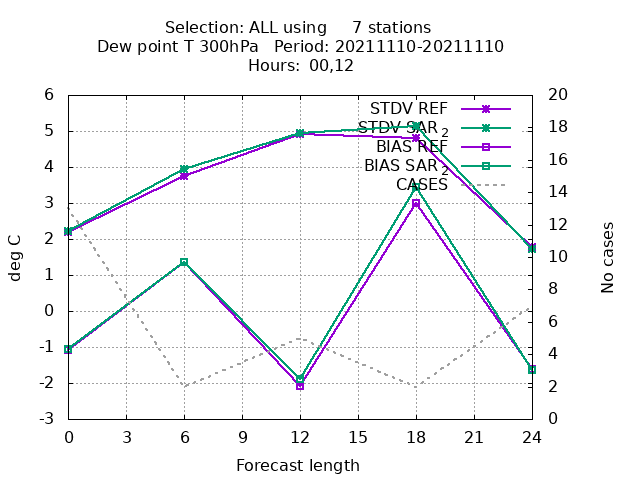 Selection: ALL using 7 stations
Dew point T 300hPa Period: 20211110-20211110
Hours: 00,12
STDV REF
STDV SAR_2
BIAS REF
BIAS SAR_2
CASES
6
5
4
3
2
1
0
-1
-2
-3
deg C
20
18
16
14
12
10
8
6
4
2
0
No cases
0 3 6 9 12 15 18 21 24
Forecast length